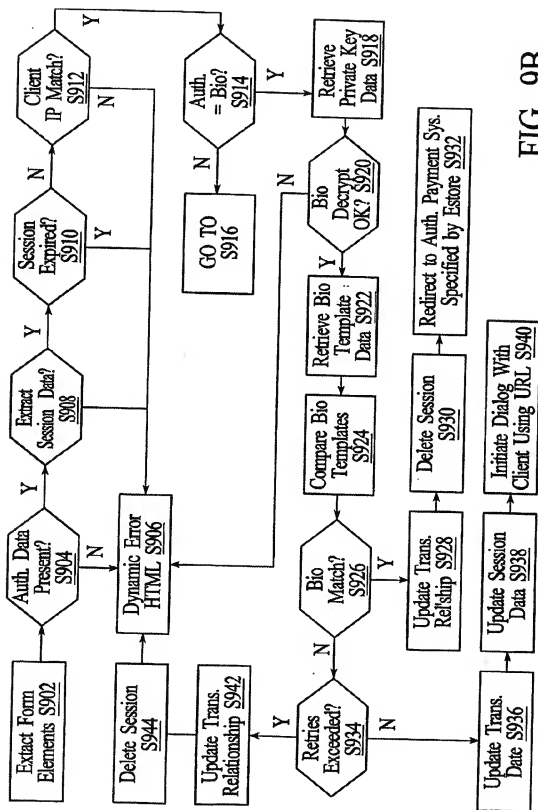 Extact Form
Elements S902
Auth. Data
Present?
S904
Y
N
Extract
Session Data?
S908
Y
Session
Expired?
S910
N
Y
Client
IP Match?
S912
Y
N
Dynamic Error
HTML S906
Auth.
= Bio?
S914
N
Y
GO TO
S916
Retrieve
Private Key
Data S918
Bio
Decrypt
OK? S920
N
Y
Retrieve Bio
Template
Data S922
Compare Bio
Templates
S924
Bio
Match?
S926
N
Y
Update Trans.
Rel'ship S928
Delete Session
S930
Redirect to Auth. Payment Sys.
Specified by Estore S932
Retries
Exceeded?
S934
Y
N
Update Trans.
Relationship S942
Delete Session
S944
Update Trans.
Date S936
Update Session
Data S938
Initiate Dialog With
Client Using URL S940
FIG. 9B